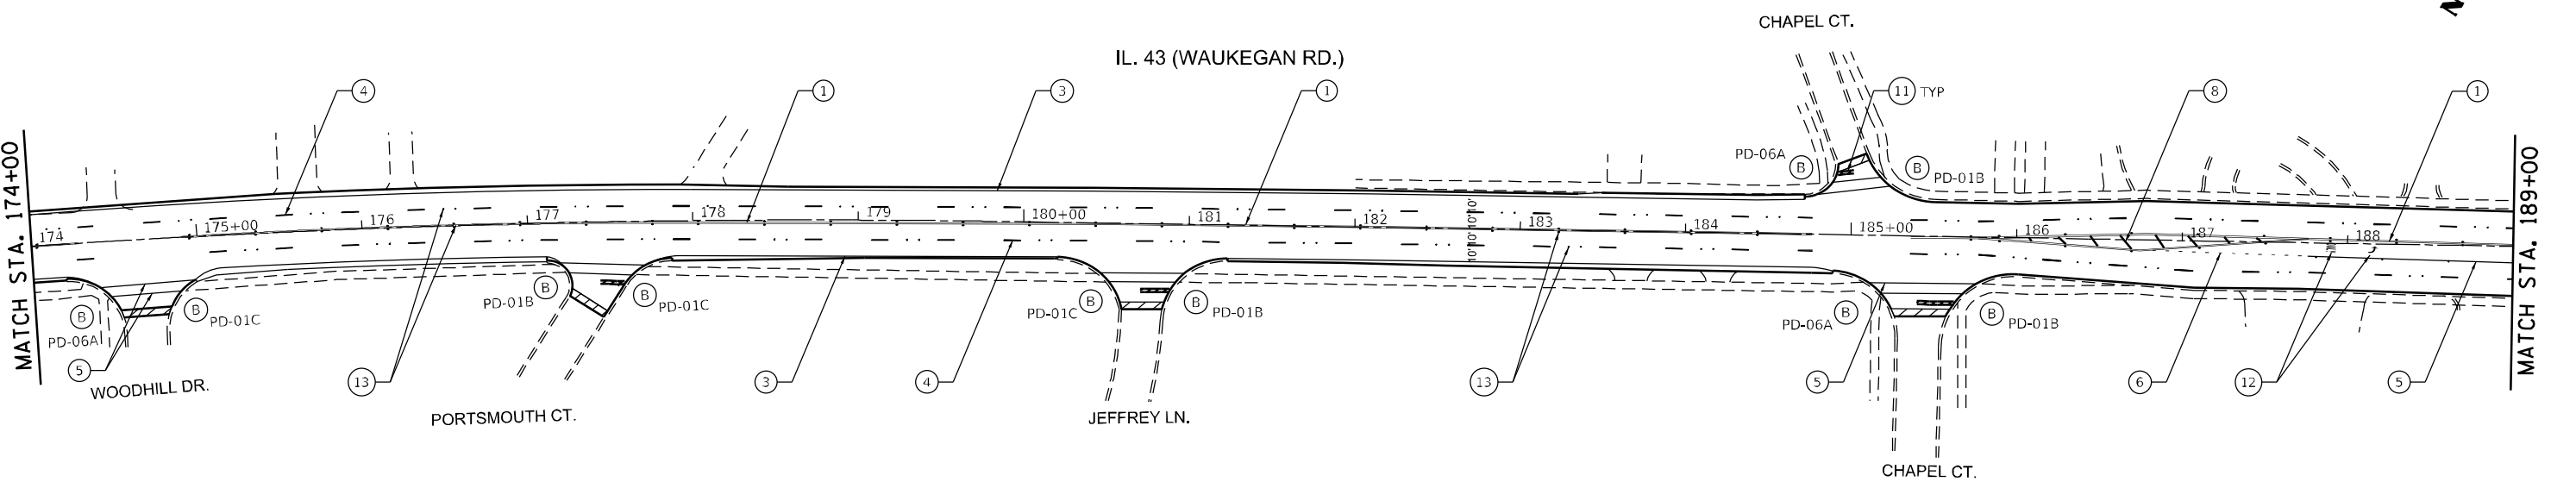 CHAPEL CT.
IL. 43 (WAUKEGAN RD.)
N
4
1
3
1
11 TYP
8
1
MATCH STA. 174+00
MATCH STA. 189+00
PD-06A B
B PD-01B
174
175+00
176
177
178
179
180+00
181
182
10' 10' 10' 10'
183
184
185+00
186
187
188
B
PD-06A
B PD-01C
PD-01B B
B PD-01C
PD-01C B
B PD-01B
PD-06A B
B PD-01B
5
13
3
4
13
5
6
12
5
WOODHILL DR.
PORTSMOUTH CT.
JEFFREY LN.
CHAPEL CT.